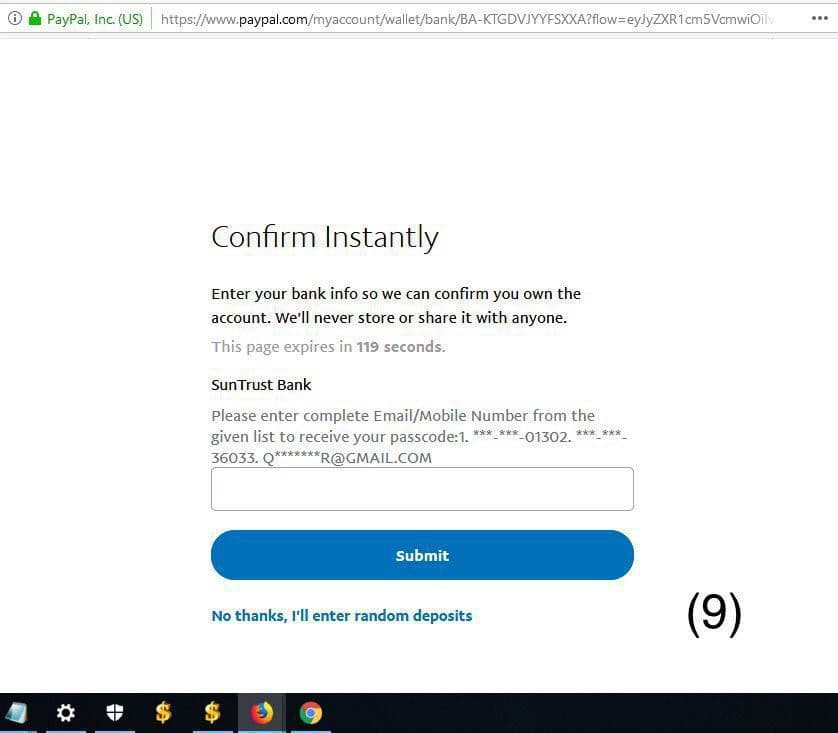 PayPal, Inc. (US) https://www.paypal.com/myaccount/wallet/bank/BA-KTGDVJYYFSXXA?flow=eyJyZXR1cm5VcmwiOiIv
Confirm Instantly
Enter your bank info so we can confirm you own the
account. We'll never store or share it with anyone.
This page expires in 119 seconds.
SunTrust Bank
Please enter complete Email/Mobile Number from the
given list to receive your passcode:1. ***-***-01302. ***-***-
36033. Q*******R@GMAIL.COM
Submit
No thanks, I'll enter random deposits
(9)